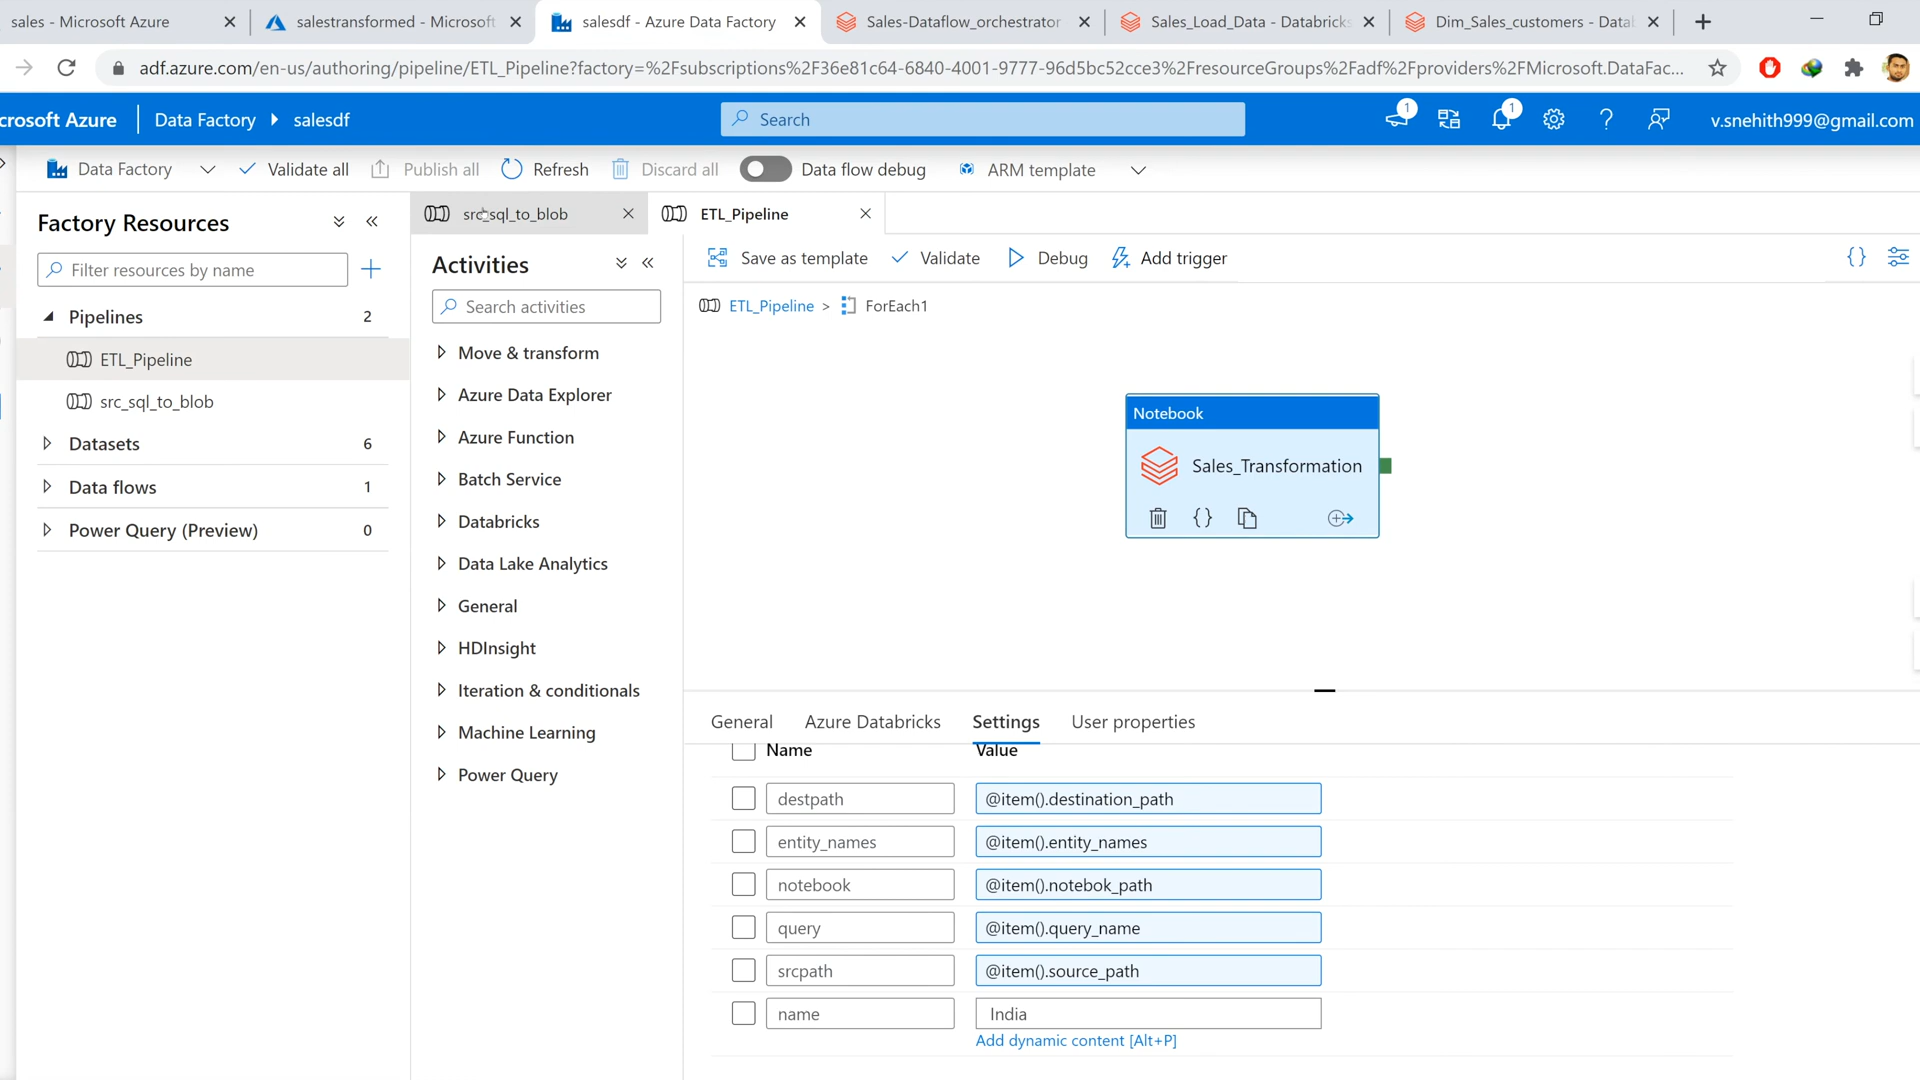 sales - Microsoft Azure
salestransformed - Microsoft
salesdf - Azure Data Factory
Sales-Dataflow_orchestrator
Sales_Load_Data - Databricks
Dim_Sales_customers - Data
adf.azure.com/en-us/authoring/pipeline/ETL_Pipeline?factory=%2Fsubscriptions%2F36e81c64-6840-4001-9777-96d5bc52cce3%2FresourceGroups%2Fadf%2Fproviders%2FMicrosoft.DataFac...
crosoft Azure
Data Factory
salesdf
Search
1
1
v.snehith999@gmail.com
Data Factory
Validate all
Publish all
Refresh
Discard all
Data flow debug
ARM template
Factory Resources
Filter resources by name
Pipelines 2
ETL_Pipeline
src_sql_to_blob
Datasets 6
Data flows 1
Power Query (Preview) 0
src_sql_to_blob
ETL_Pipeline
Activities
Search activities
Move & transform
Azure Data Explorer
Azure Function
Batch Service
Databricks
Data Lake Analytics
General
HDInsight
Iteration & conditionals
Machine Learning
Power Query
Save as template
Validate
Debug
Add trigger
ETL_Pipeline > ForEach1
Notebook
Sales_Transformation
General
Azure Databricks
Settings
User properties
Name Value
destpath @item().destination_path
entity_names @item().entity_names
notebook @item().notebok_path
query @item().query_name
srcpath @item().source_path
name India
Add dynamic content [Alt+P]